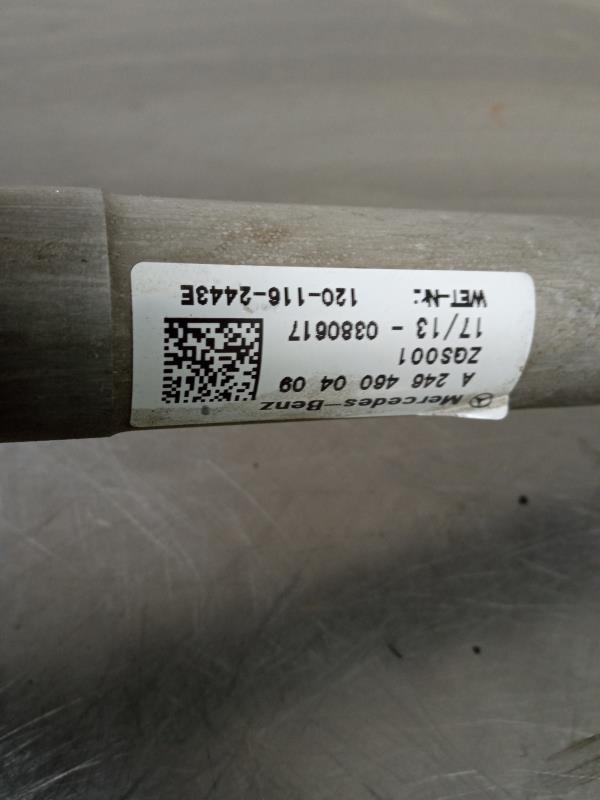 Mercedes-Benz
A 246 460 04 09
ZGS001
17/13 - 0380617
WET-Nr.: 120-116-2443E